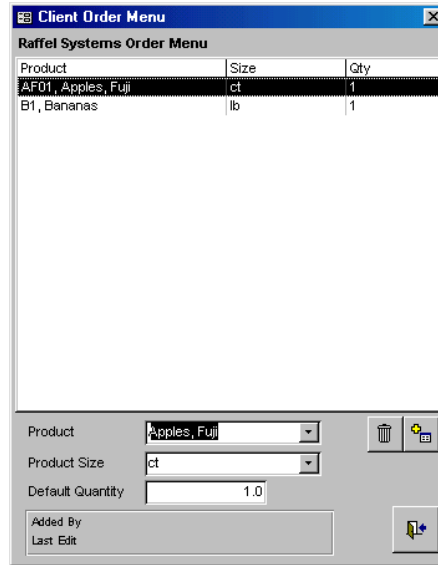 Client Order Menu
Raffel Systems Order Menu
Product Size Qty
AF01, Apples, Fuji ct 1
B1, Bananas lb 1
Product Apples, Fuji
Product Size ct
Default Quantity 1.0
Added By
Last Edit